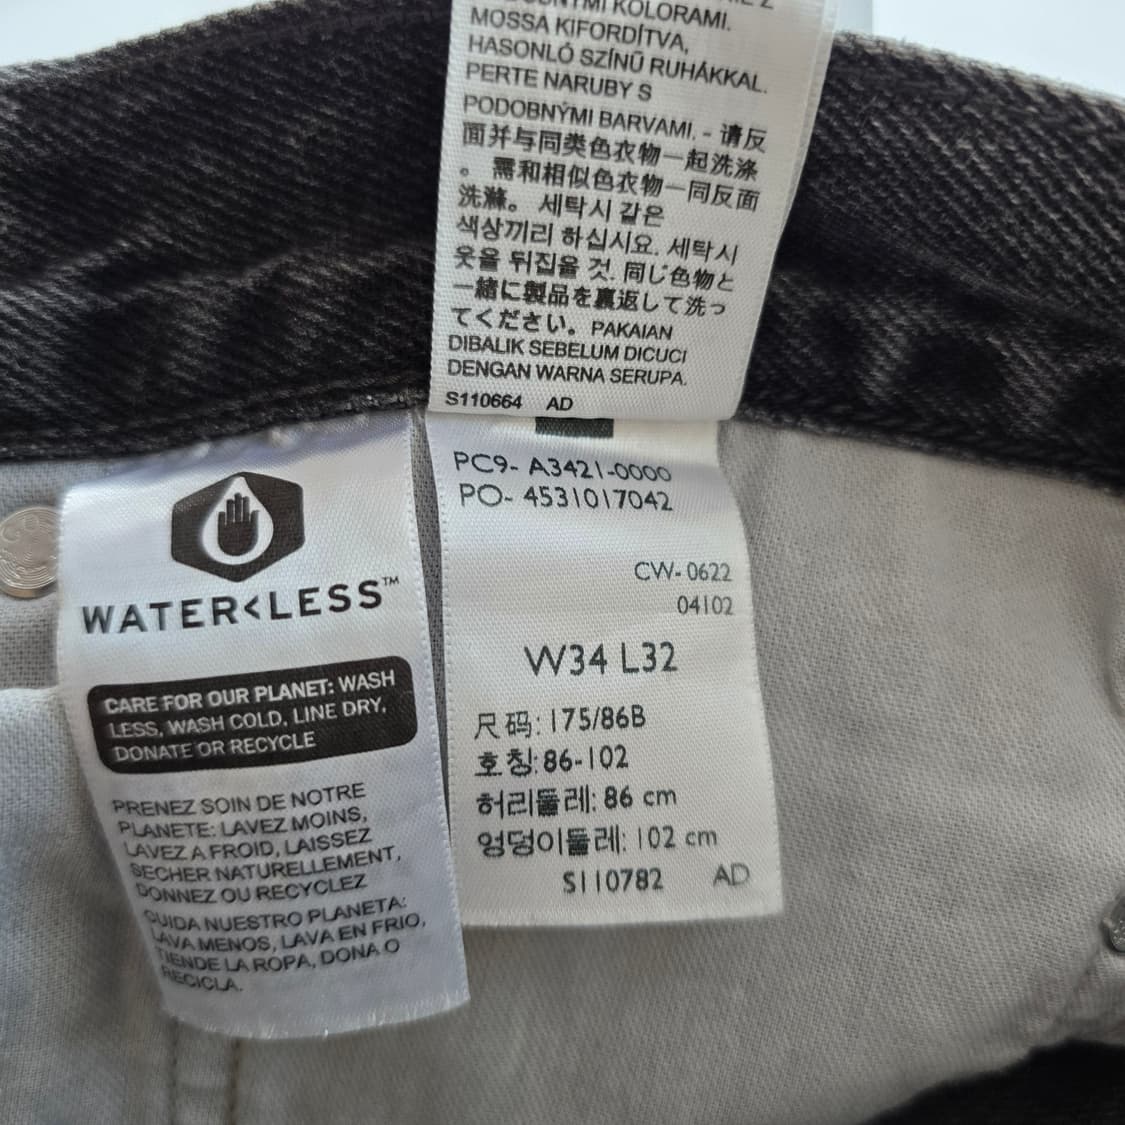 MOSSA KIFORDÍTVA,
HASONLÓ SZÍNŰ RUHÁKKAL.
PERTE NARUBY S
PODOBNÝMI BARVAMI. - 请反
面并与同类色衣物一起洗涤
。需和相似色衣物一同反面
洗滌。세탁시 같은
색상끼리 하십시요. 세탁시
옷을 뒤집을 것. 同じ色物と
一緒に製品を裏返して洗っ
てください。PAKAIAN
DIBALIK SEBELUM DICUCI
DENGAN WARNA SERUPA.
S110664 AD
PC9- A3421-0000
PO- 4531017042
CW-0622
04102
W34 L32
尺码: 175/86B
호칭: 86-102
허리둘레: 86 cm
엉덩이둘레: 102 cm
S110782 AD
WATER<LESS™
CARE FOR OUR PLANET: WASH
LESS, WASH COLD, LINE DRY,
DONATE OR RECYCLE
PRENEZ SOIN DE NOTRE
PLANETE: LAVEZ MOINS,
LAVEZ A FROID, LAISSEZ
SECHER NATURELLEMENT,
DONNEZ OU RECYCLEZ
CUIDA NUESTRO PLANETA:
LAVA MENOS, LAVA EN FRIO,
TIENDE LA ROPA, DONA O
RECICLA.